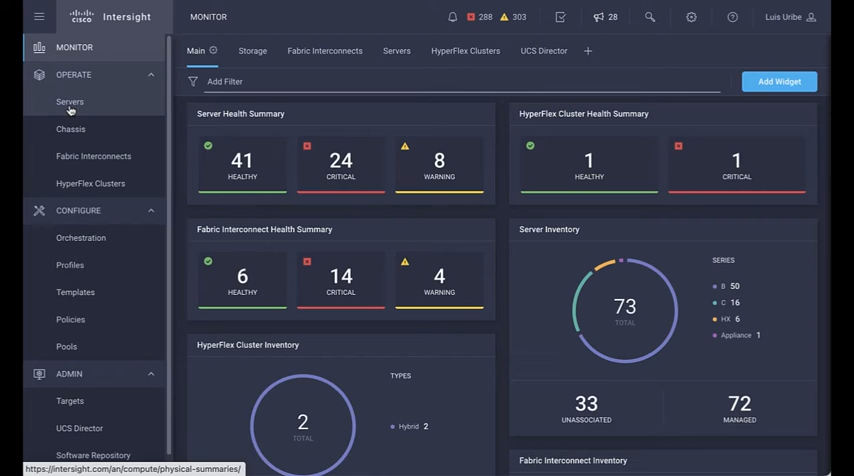 cisco Intersight
MONITOR
288 303
28
Luis Uribe
MONITOR
OPERATE
Servers
Chassis
Fabric Interconnects
HyperFlex Clusters
CONFIGURE
Orchestration
Profiles
Templates
Policies
Pools
ADMIN
Targets
UCS Director
Software Repository
https://intersight.com/an/compute/physical-summaries/
Main Storage Fabric Interconnects Servers HyperFlex Clusters UCS Director +
Add Filter
Add Widget
Server Health Summary
41
HEALTHY
24
CRITICAL
8
WARNING
HyperFlex Cluster Health Summary
1
HEALTHY
1
CRITICAL
Fabric Interconnect Health Summary
6
HEALTHY
14
CRITICAL
4
WARNING
Server Inventory
73
TOTAL
SERIES
B 50
C 16
HX 6
Appliance 1
33
UNASSOCIATED
72
MANAGED
HyperFlex Cluster Inventory
2
TOTAL
TYPES
Hybrid 2
Fabric Interconnect Inventory